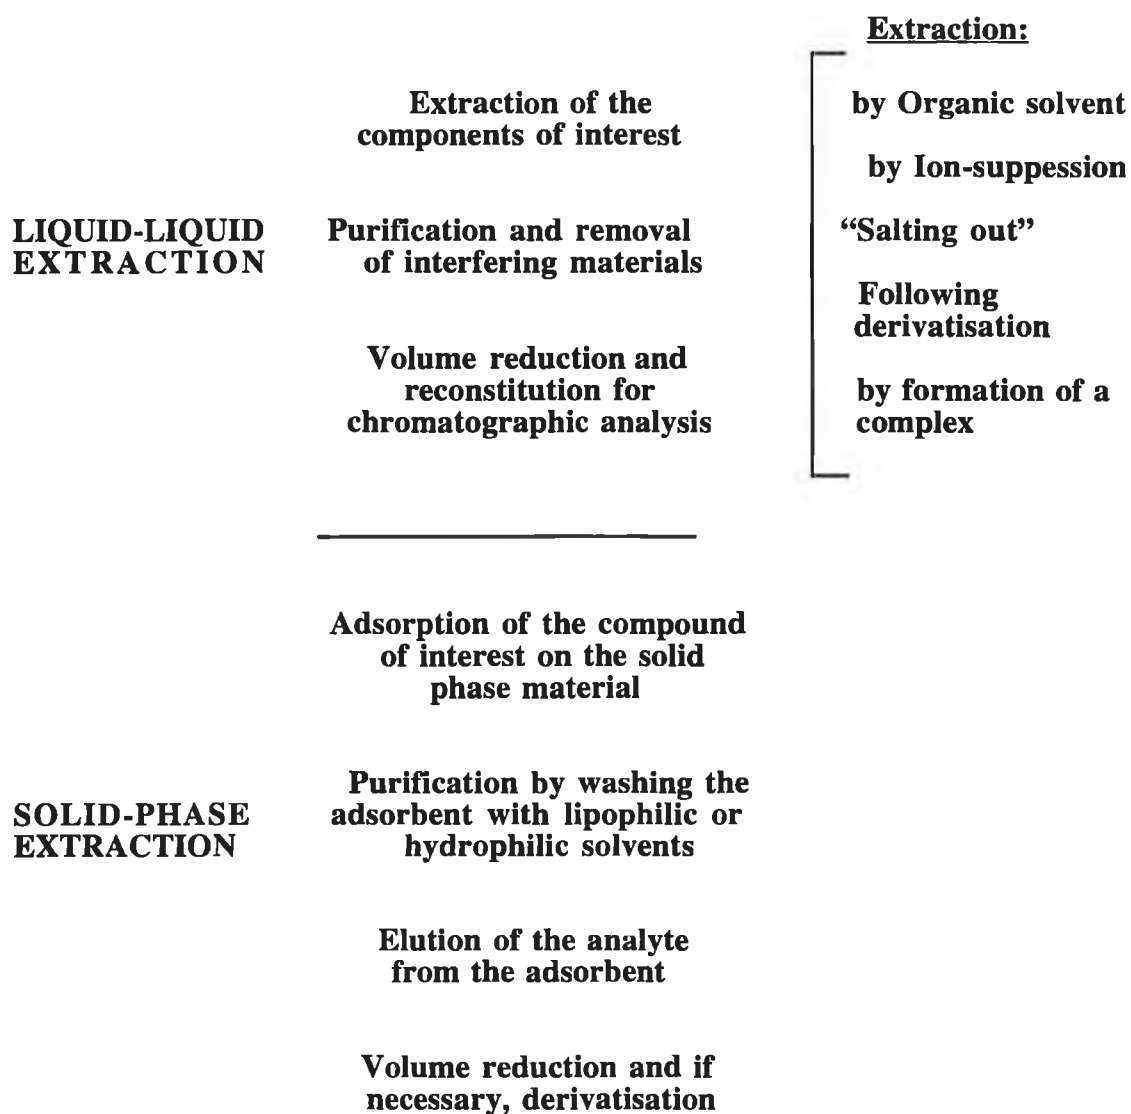 LIQUID-LIQUID
EXTRACTION
Extraction of the
components of interest
Purification and removal
of interfering materials
Volume reduction and
reconstitution for
chromatographic analysis
Extraction:
by Organic solvent
by Ion-suppession
“Salting out”
Following
derivatisation
by formation of a
complex
SOLID-PHASE
EXTRACTION
Adsorption of the compound
of interest on the solid
phase material
Purification by washing the
adsorbent with lipophilic or
hydrophilic solvents
Elution of the analyte
from the adsorbent
Volume reduction and if
necessary, derivatisation